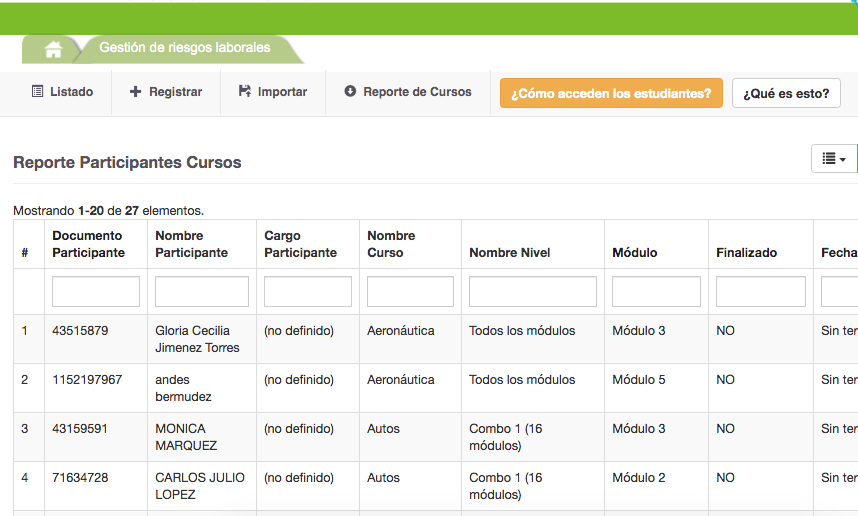 Gestión de riesgos laborales
Listado Registrar Importar Reporte de Cursos ¿Cómo acceden los estudiantes? ¿Qué es esto?
Reporte Participantes Cursos
Mostrando 1-20 de 27 elementos.
# Documento Participante Nombre Participante Cargo Participante Nombre Curso Nombre Nivel Módulo Finalizado Fecha
1 43515879 Gloria Cecilia Jimenez Torres (no definido) Aeronáutica Todos los módulos Módulo 3 NO Sin ter
2 1152197967 andes bermudez (no definido) Aeronáutica Todos los módulos Módulo 5 NO Sin ter
3 43159591 MONICA MARQUEZ (no definido) Autos Combo 1 (16 módulos) Módulo 3 NO Sin ter
4 71634728 CARLOS JULIO LOPEZ (no definido) Autos Combo 1 (16 módulos) Módulo 2 NO Sin ter